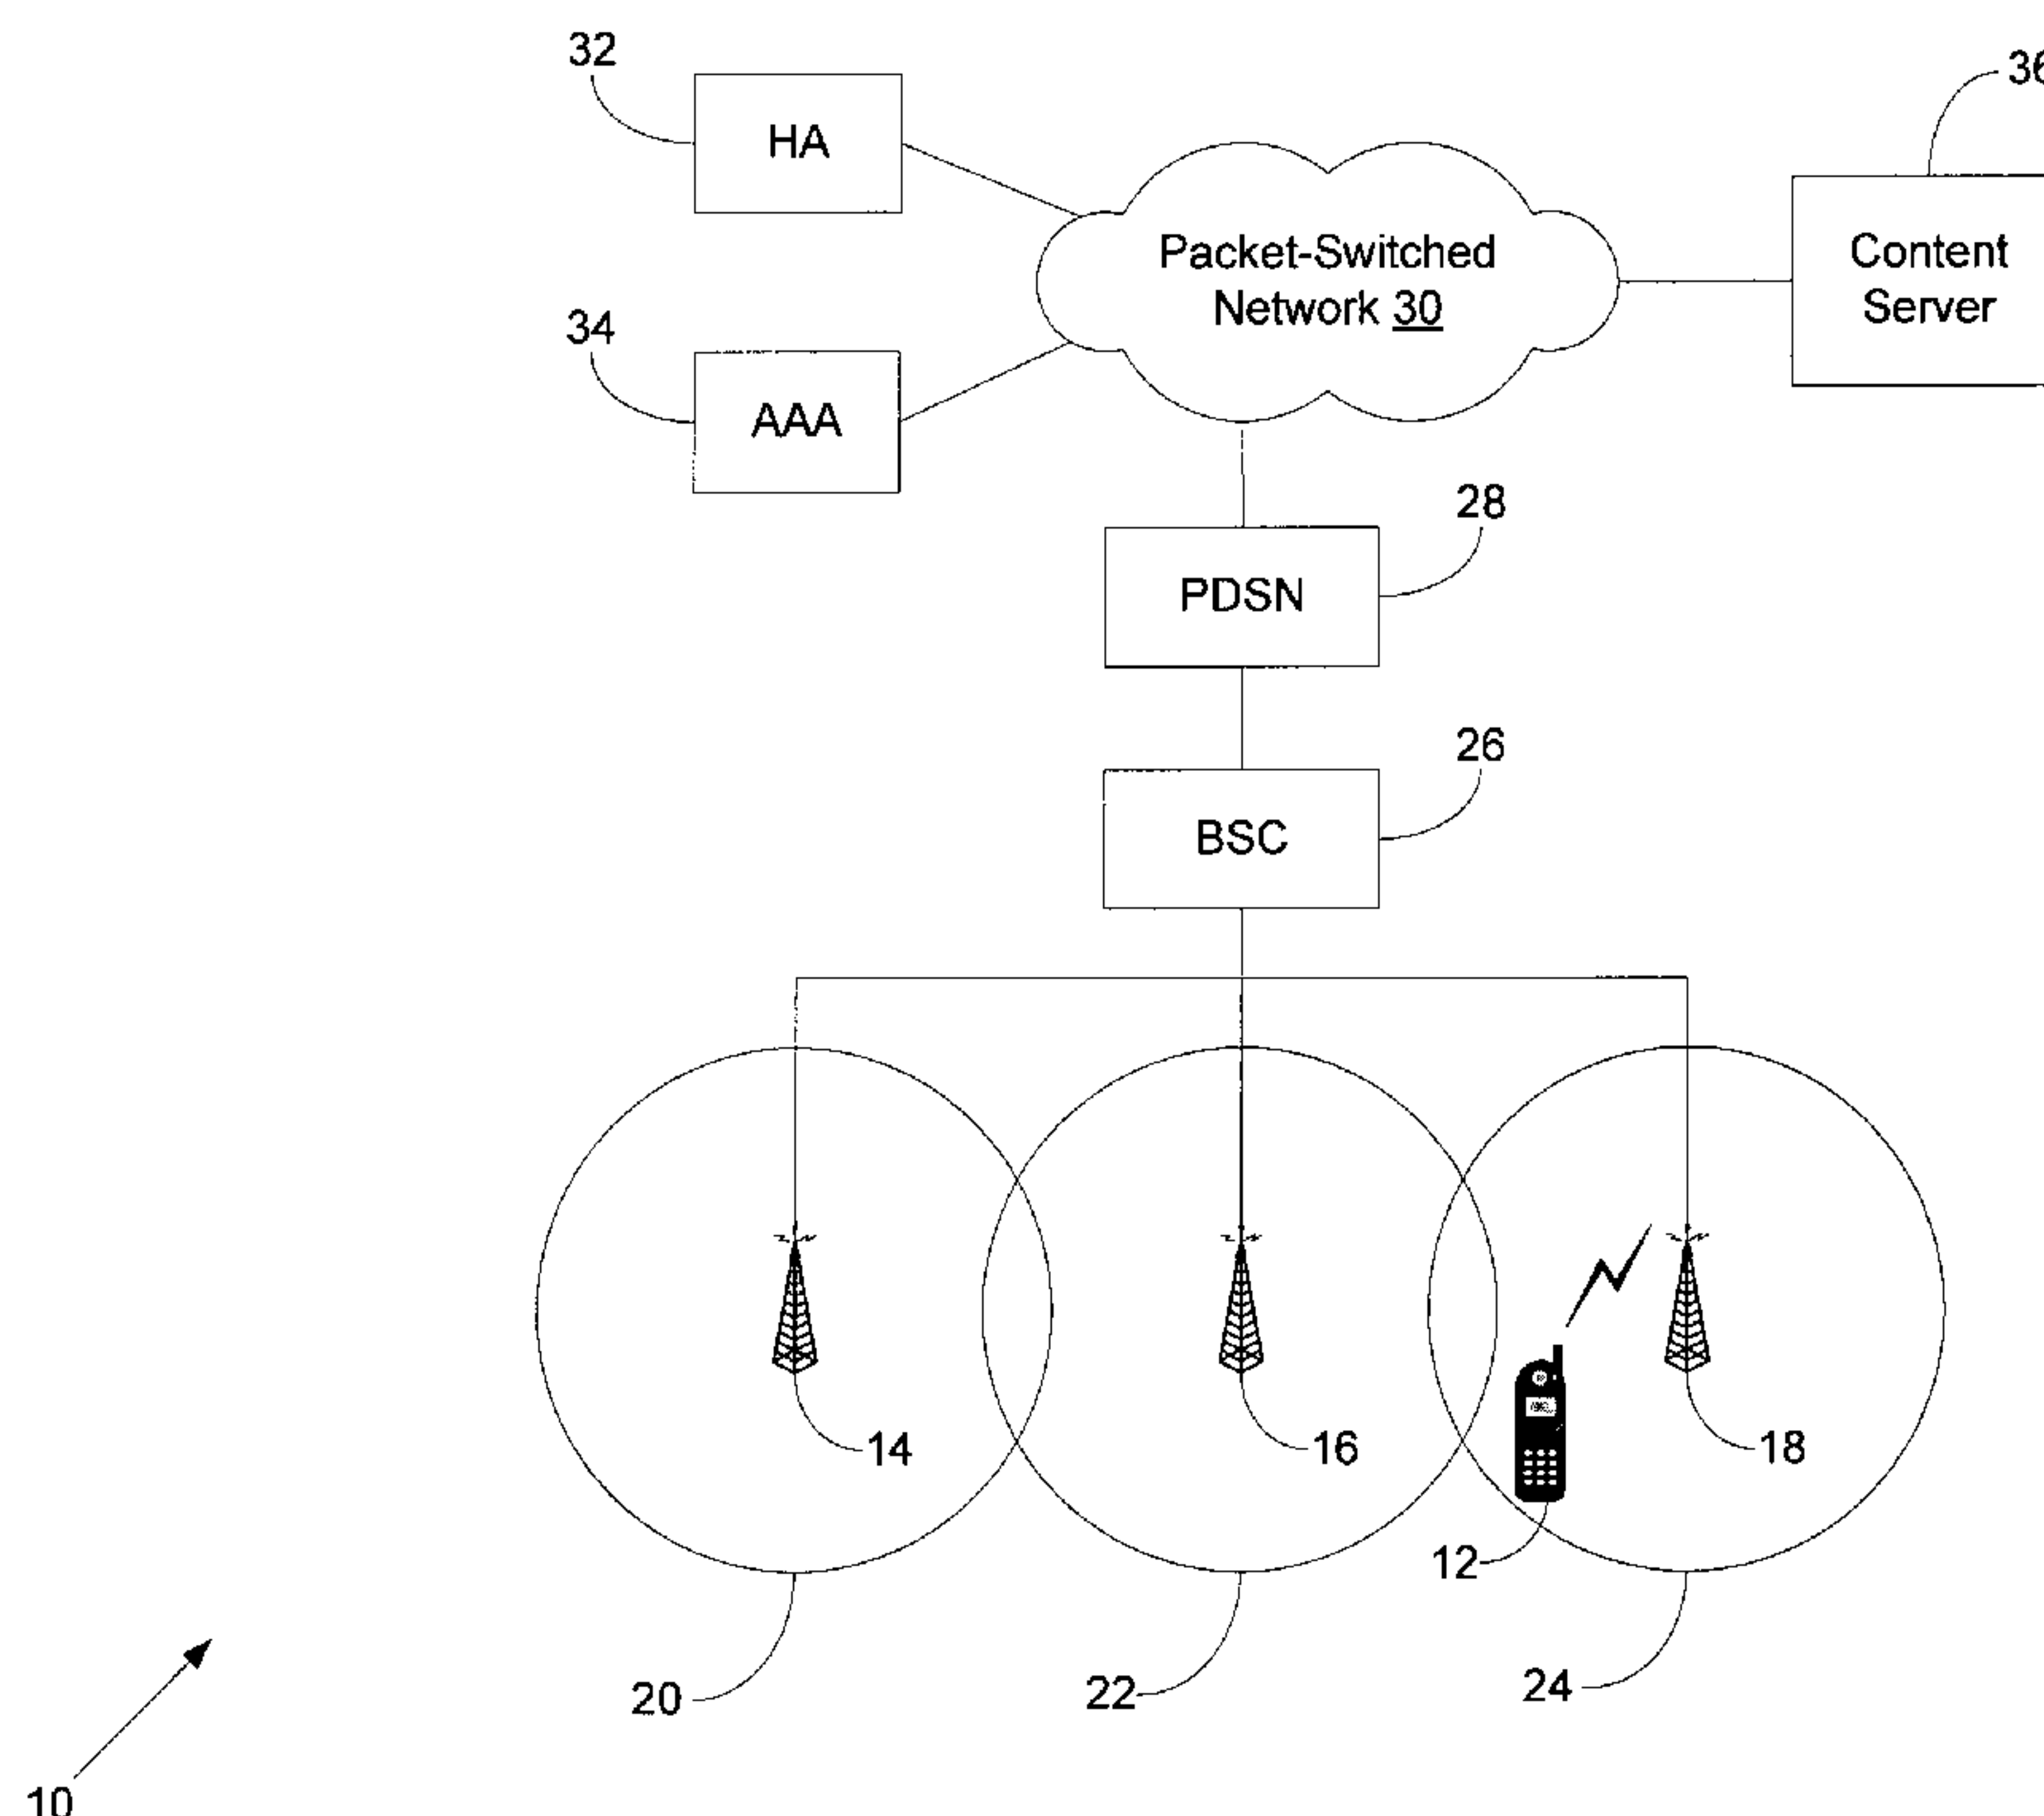 32
HA
36
Packet-Switched
Network 30
Content
Server
34
AAA
28
PDSN
26
BSC
14
16
18
12
20
22
24
10